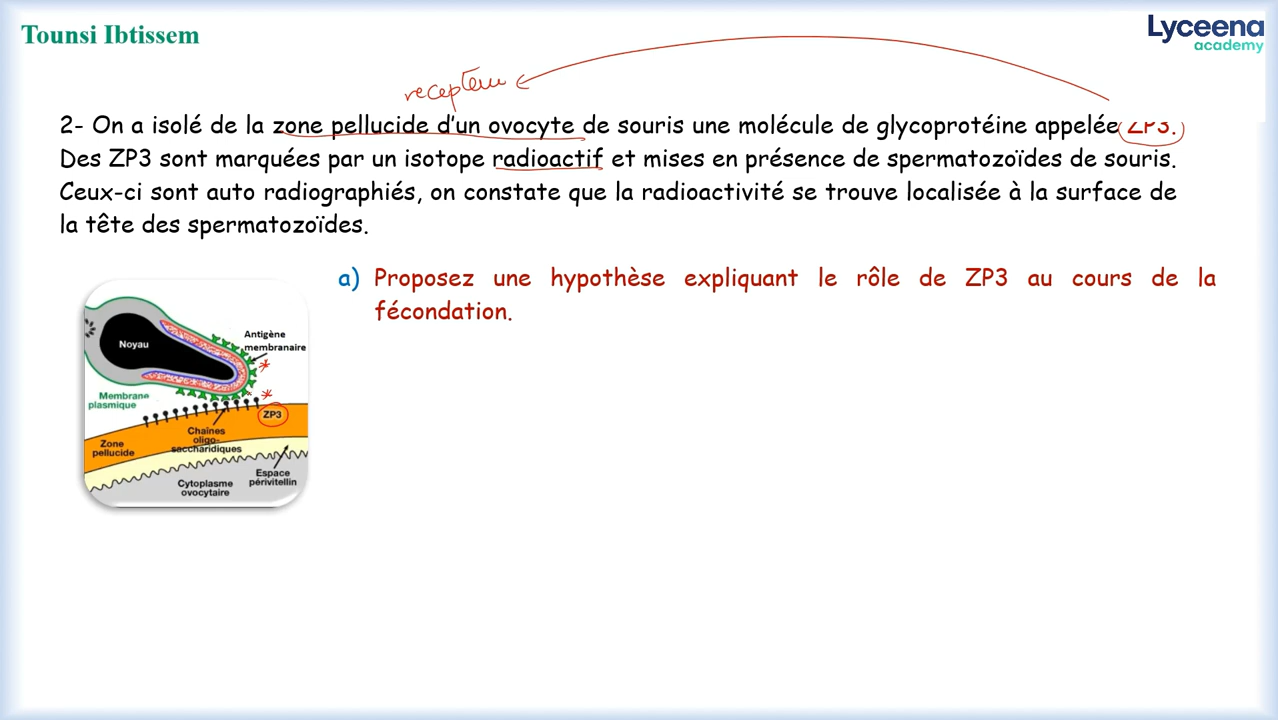 Tounsi Ibtissem
Lyceena
academy
recepteur
2- On a isolé de la zone pellucide d'un ovocyte de souris une molécule de glycoprotéine appelée ZP3.
Des ZP3 sont marquées par un isotope radioactif et mises en présence de spermatozoïdes de souris.
Ceux-ci sont auto radiographiés, on constate que la radioactivité se trouve localisée à la surface de
la tête des spermatozoïdes.
a) Proposez une hypothèse expliquant le rôle de ZP3 au cours de la
fécondation.
Antigène
membranaire
Noyau
Membrane
plasmique
ZP3
Chaînes
oligo-
saccharidiques
Zone
pellucide
Espace
périvitellin
Cytoplasme
ovocytaire